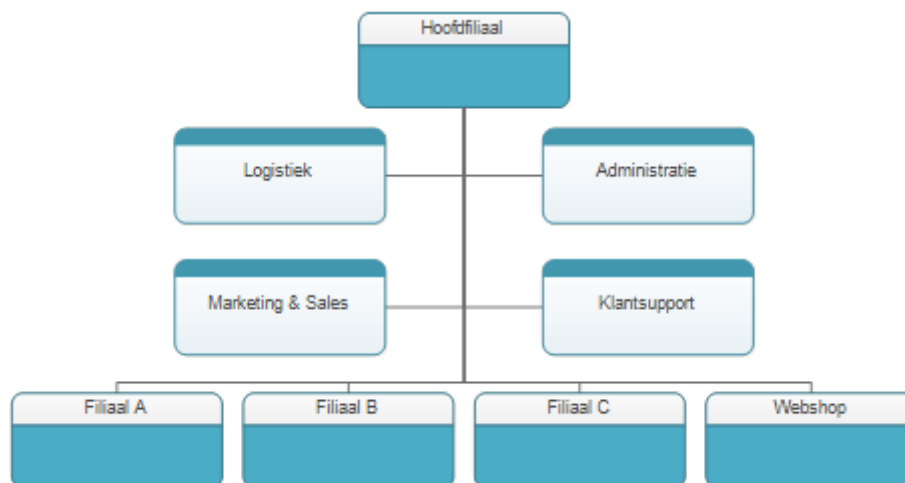 Hoofdfiliaal
Logistiek
Administratie
Marketing & Sales
Klantsupport
Filiaal A
Filiaal B
Filiaal C
Webshop